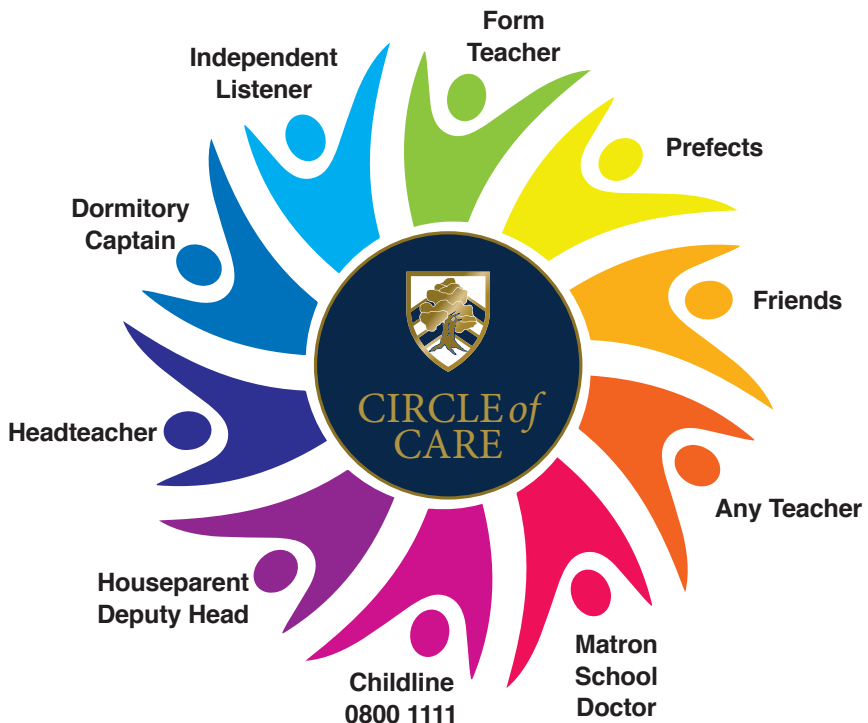 Form
Teacher
Prefects
Friends
Any Teacher
Matron
School
Doctor
Childline
0800 1111
Houseparent
Deputy Head
Headteacher
Dormitory
Captain
Independent
Listener
CIRCLE of
CARE